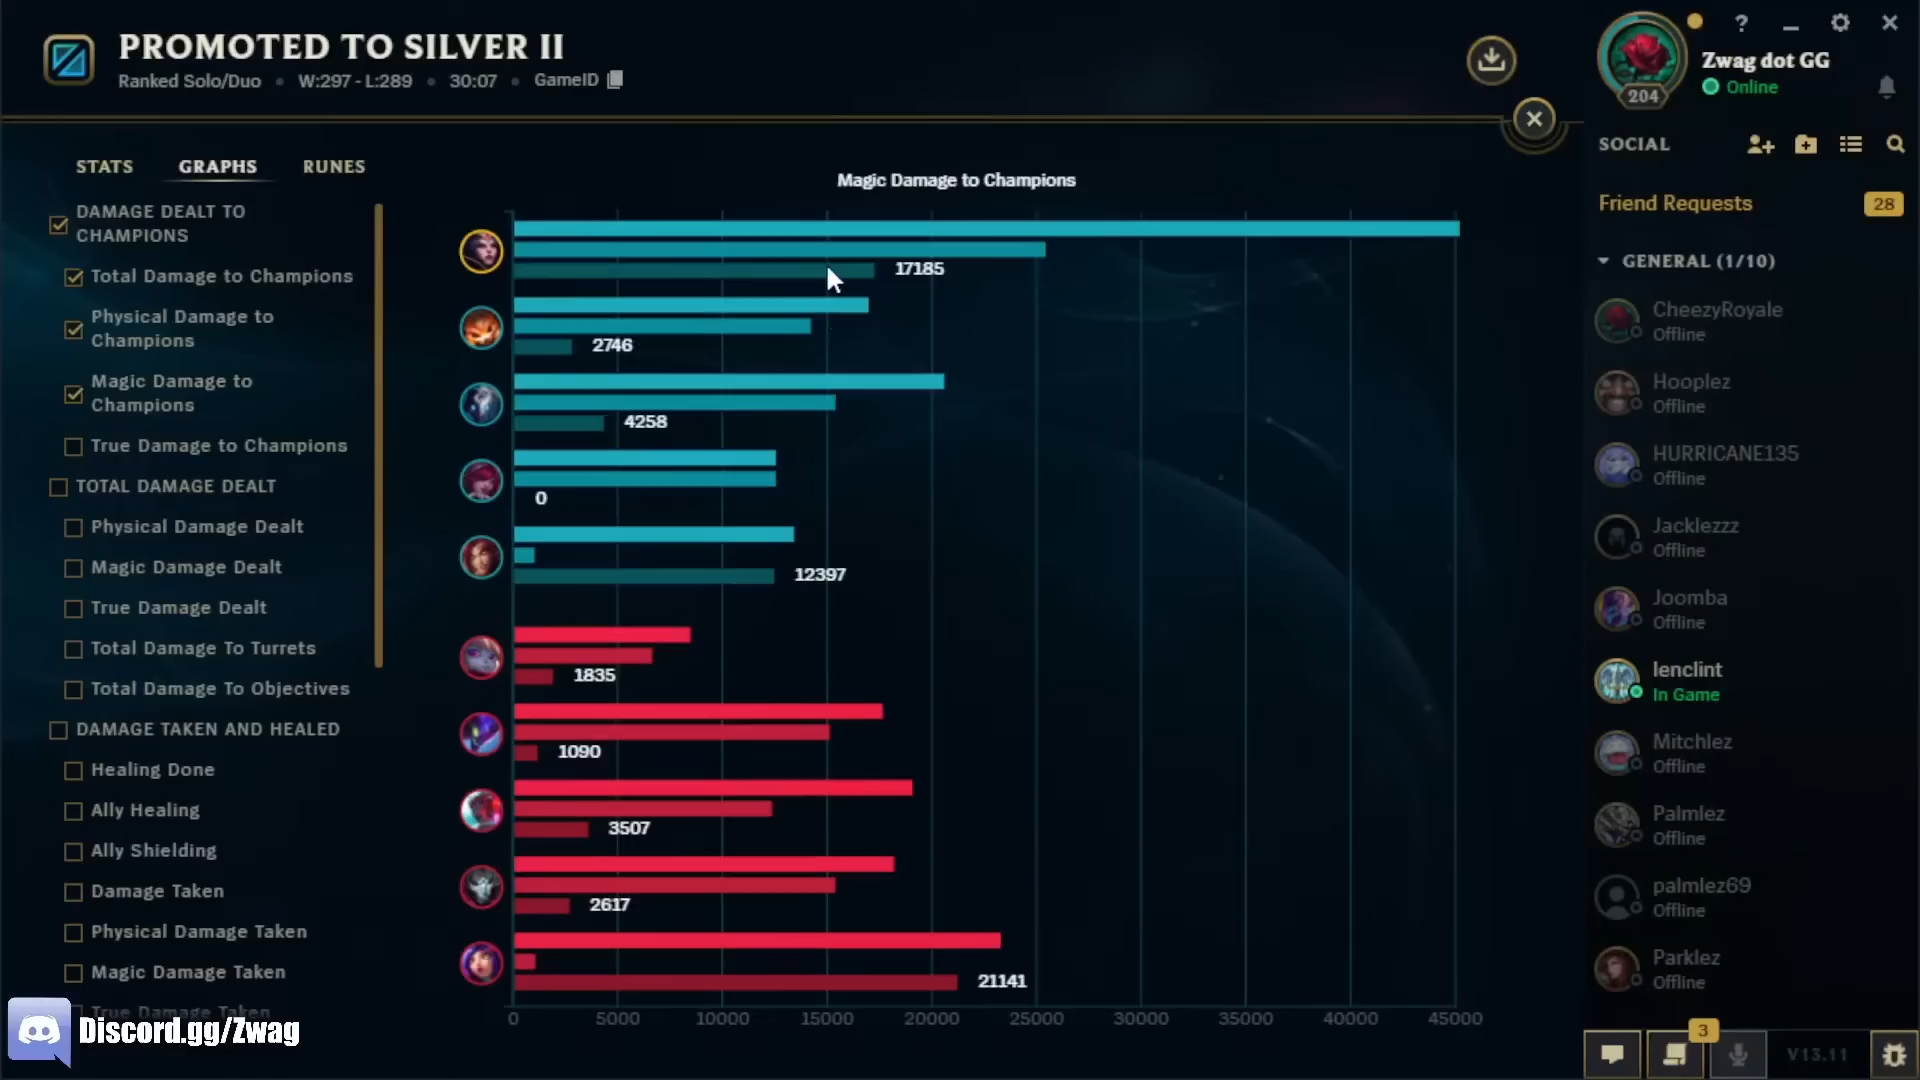 PROMOTED TO SILVER II
Ranked Solo/Duo • W:297 - L:289 • 30:07 • GameID
204
Zwag dot GG
Online
?
STATS
GRAPHS
RUNES
DAMAGE DEALT TO
CHAMPIONS
Total Damage to Champions
Physical Damage to
Champions
Magic Damage to
Champions
True Damage to Champions
TOTAL DAMAGE DEALT
Physical Damage Dealt
Magic Damage Dealt
True Damage Dealt
Total Damage To Turrets
Total Damage To Objectives
DAMAGE TAKEN AND HEALED
Healing Done
Ally Healing
Ally Shielding
Damage Taken
Physical Damage Taken
Magic Damage Taken
True Damage Taken
Discord.gg/Zwag
Magic Damage to Champions
17185
2746
4258
0
12397
1835
1090
3507
2617
21141
0 5000 10000 15000 20000 25000 30000 35000 40000 45000
SOCIAL
Friend Requests
28
GENERAL (1/10)
CheezyRoyale
Offline
Hooplez
Offline
HURRICANE135
Offline
Jacklezzz
Offline
Joomba
Offline
lenclint
In Game
Mitchlez
Offline
Palmlez
Offline
palmlez69
Offline
Parklez
Offline
3
V13.11